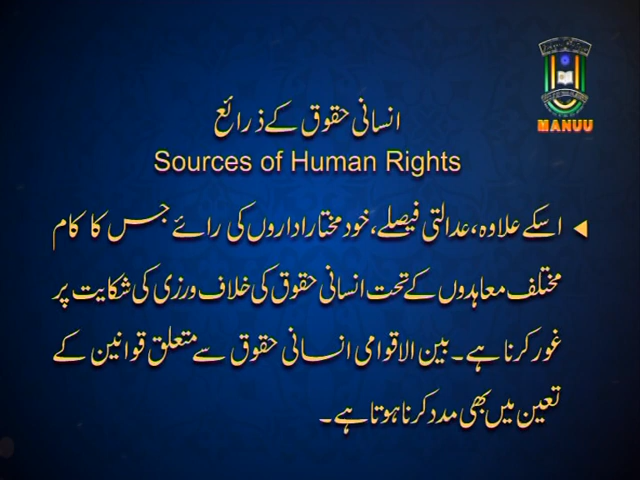 MANUU
انسانی حقوق کے ذرائع
Sources of Human Rights
اسکے علاوہ، عدالتی فیصلے، خود مختار اداروں کی رائے جس کا کام
مختلف معاہدوں کے تحت انسانی حقوق کی خلاف ورزی کی شکایت پر
غور کرنا ہے۔ بین الاقوامی انسانی حقوق سے متعلق قوانین کے
تعین میں بھی مدد کرنا ہوتا ہے۔